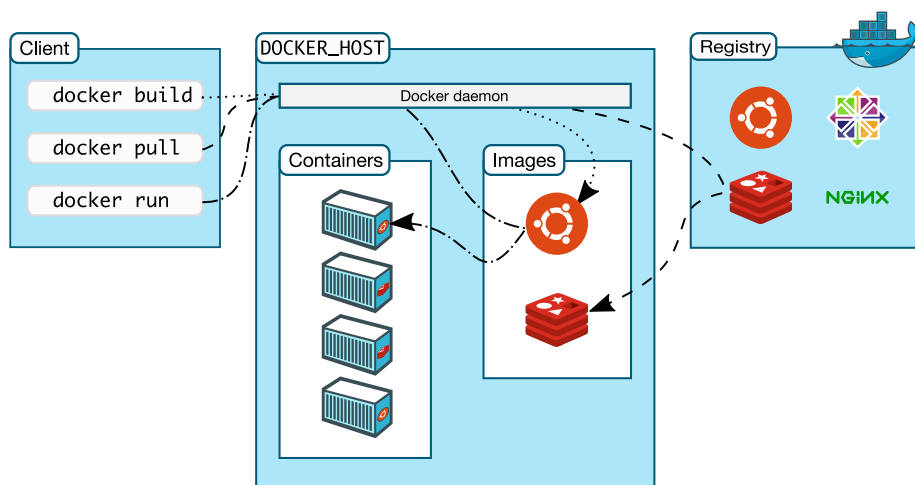 Client
docker build
docker pull
docker run
DOCKER_HOST
Docker daemon
Containers
Images
Registry
NGiNX